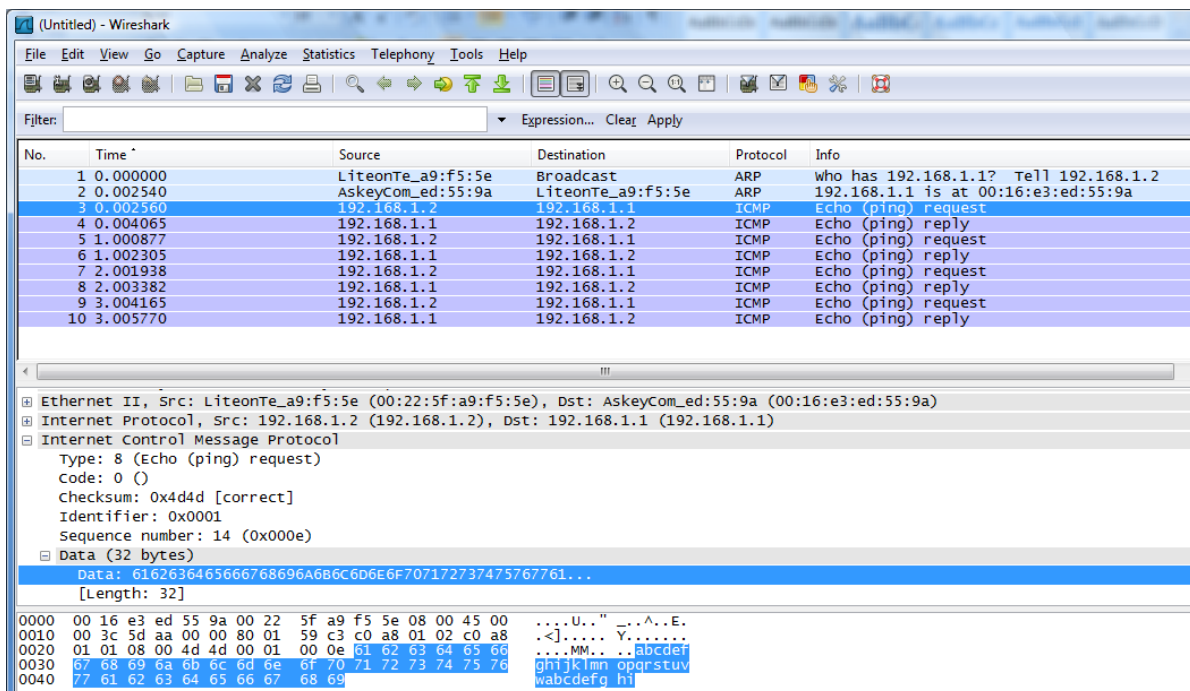 (Untitled) - Wireshark
File Edit View Go Capture Analyze Statistics Telephony Tools Help
Filter: Expression... Clear Apply
No. Time Source Destination Protocol Info
1 0.000000 LiteonTe_a9:f5:5e Broadcast ARP Who has 192.168.1.1? Tell 192.168.1.2
2 0.002540 AskeyCom_ed:55:9a LiteonTe_a9:f5:5e ARP 192.168.1.1 is at 00:16:e3:ed:55:9a
3 0.002560 192.168.1.2 192.168.1.1 ICMP Echo (ping) request
4 0.004065 192.168.1.1 192.168.1.2 ICMP Echo (ping) reply
5 1.000877 192.168.1.2 192.168.1.1 ICMP Echo (ping) request
6 1.002305 192.168.1.1 192.168.1.2 ICMP Echo (ping) reply
7 2.001938 192.168.1.2 192.168.1.1 ICMP Echo (ping) request
8 2.003382 192.168.1.1 192.168.1.2 ICMP Echo (ping) reply
9 3.004165 192.168.1.2 192.168.1.1 ICMP Echo (ping) request
10 3.005770 192.168.1.1 192.168.1.2 ICMP Echo (ping) reply
Ethernet II, Src: LiteonTe_a9:f5:5e (00:22:5f:a9:f5:5e), Dst: AskeyCom_ed:55:9a (00:16:e3:ed:55:9a)
Internet Protocol, Src: 192.168.1.2 (192.168.1.2), Dst: 192.168.1.1 (192.168.1.1)
Internet Control Message Protocol
Type: 8 (Echo (ping) request)
Code: 0 ()
Checksum: 0x4d4d [correct]
Identifier: 0x0001
Sequence number: 14 (0x000e)
Data (32 bytes)
Data: 6162636465666768696A6B6C6D6E6F707172737475767761...
[Length: 32]
0000 00 16 e3 ed 55 9a 00 22 5f a9 f5 5e 08 00 45 00 ....U.." _..^..E.
0010 00 3c 5d aa 00 00 80 01 59 c3 c0 a8 01 02 c0 a8 .<]..... Y.......
0020 01 01 08 00 4d 4d 00 01 00 0e 61 62 63 64 65 66 ....MM.. ..abcdef
0030 67 68 69 6a 6b 6c 6d 6e 6f 70 71 72 73 74 75 76 ghijklmn opqrstuv
0040 77 61 62 63 64 65 66 67 68 69 wabcdefg hi